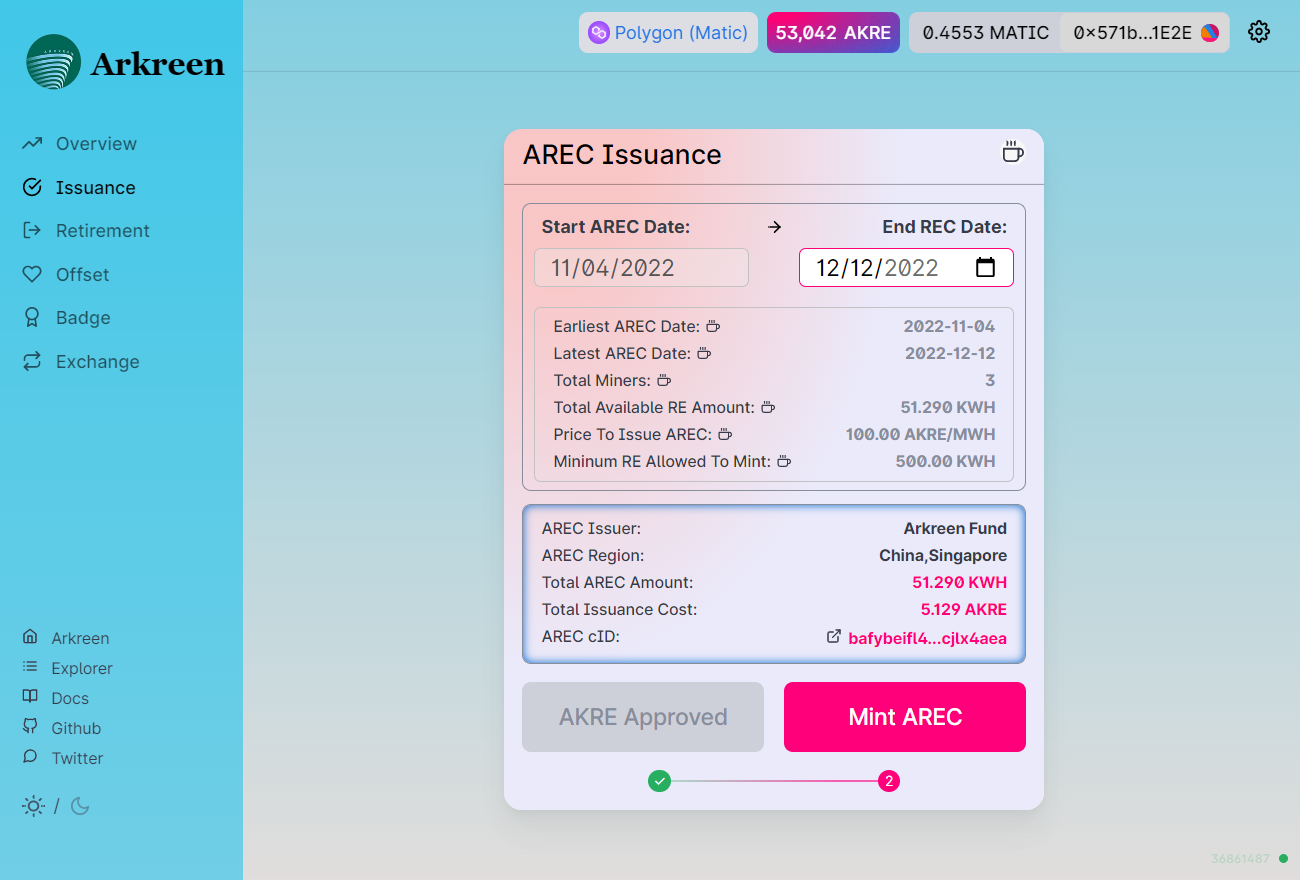 Arkreen
Overview
Issuance
Retirement
Offset
Badge
Exchange
Arkreen
Explorer
Docs
Github
Twitter
/
Polygon (Matic)
53,042 AKRE
0.4553 MATIC
0×571b...1E2E
AREC Issuance
Start AREC Date: → End REC Date:
11/04/2022 12/12/2022
Earliest AREC Date: 2022-11-04
Latest AREC Date: 2022-12-12
Total Miners: 3
Total Available RE Amount: 51.290 KWH
Price To Issue AREC: 100.00 AKRE/MWH
Mininum RE Allowed To Mint: 500.00 KWH
AREC Issuer: Arkreen Fund
AREC Region: China,Singapore
Total AREC Amount: 51.290 KWH
Total Issuance Cost: 5.129 AKRE
AREC cID: bafybeifl4...cjlx4aea
AKRE Approved
Mint AREC
2
36861487